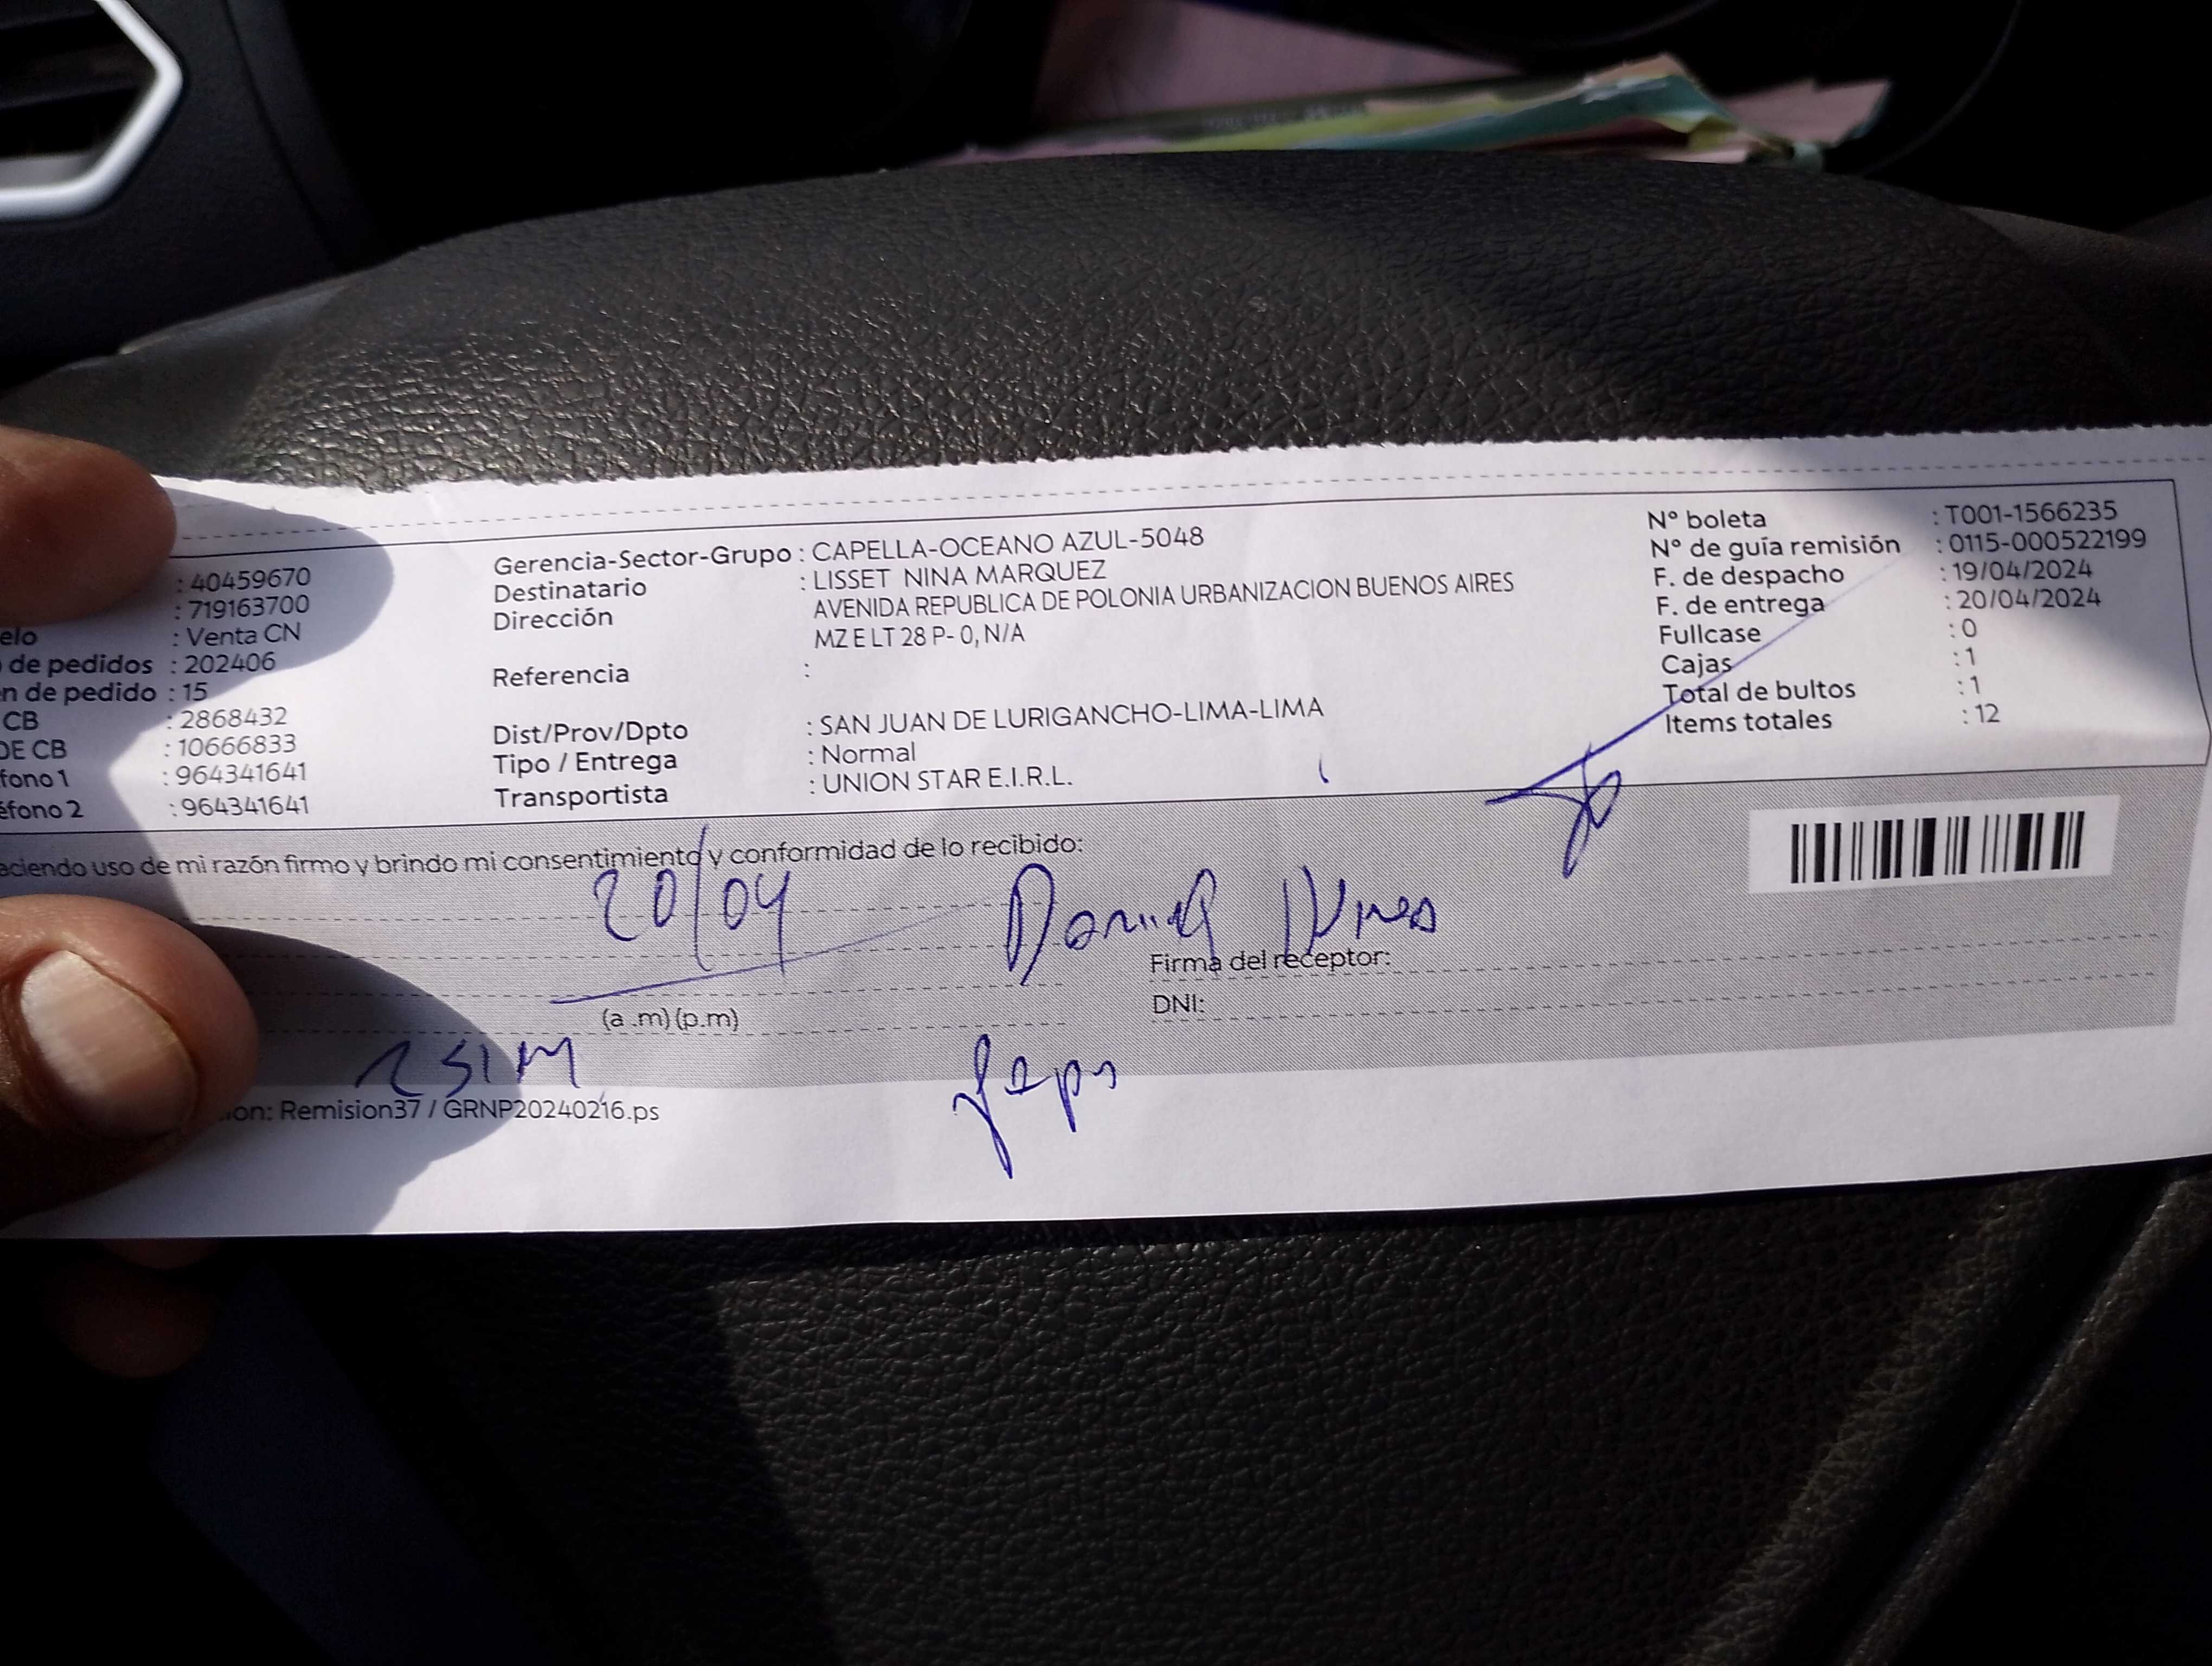 : 40459670
: 719163700
elo : Venta CN
de pedidos : 202406
n de pedido : 15
CB : 2868432
DE CB : 10666833
fono 1 : 964341641
éfono 2 : 964341641
Gerencia-Sector-Grupo : CAPELLA-OCEANO AZUL-5048
Destinatario : LISSET NINA MARQUEZ
Dirección AVENIDA REPUBLICA DE POLONIA URBANIZACION BUENOS AIRES
MZ E LT 28 P- 0, N/A
Referencia :
Dist/Prov/Dpto : SAN JUAN DE LURIGANCHO-LIMA-LIMA
Tipo / Entrega : Normal
Transportista : UNION STAR E.I.R.L.
N° boleta : T001-1566235
N° de guía remisión : 0115-000522199
F. de despacho : 19/04/2024
F. de entrega : 20/04/2024
Fullcase : 0
Cajas : 1
Total de bultos : 1
Items totales : 12
aciendo uso de mi razón firmo y brindo mi consentimiento y conformidad de lo recibido:
20/04
Firma del receptor:
(a .m) (p.m)
DNI:
ion: Remision37 / GRNP20240216.ps